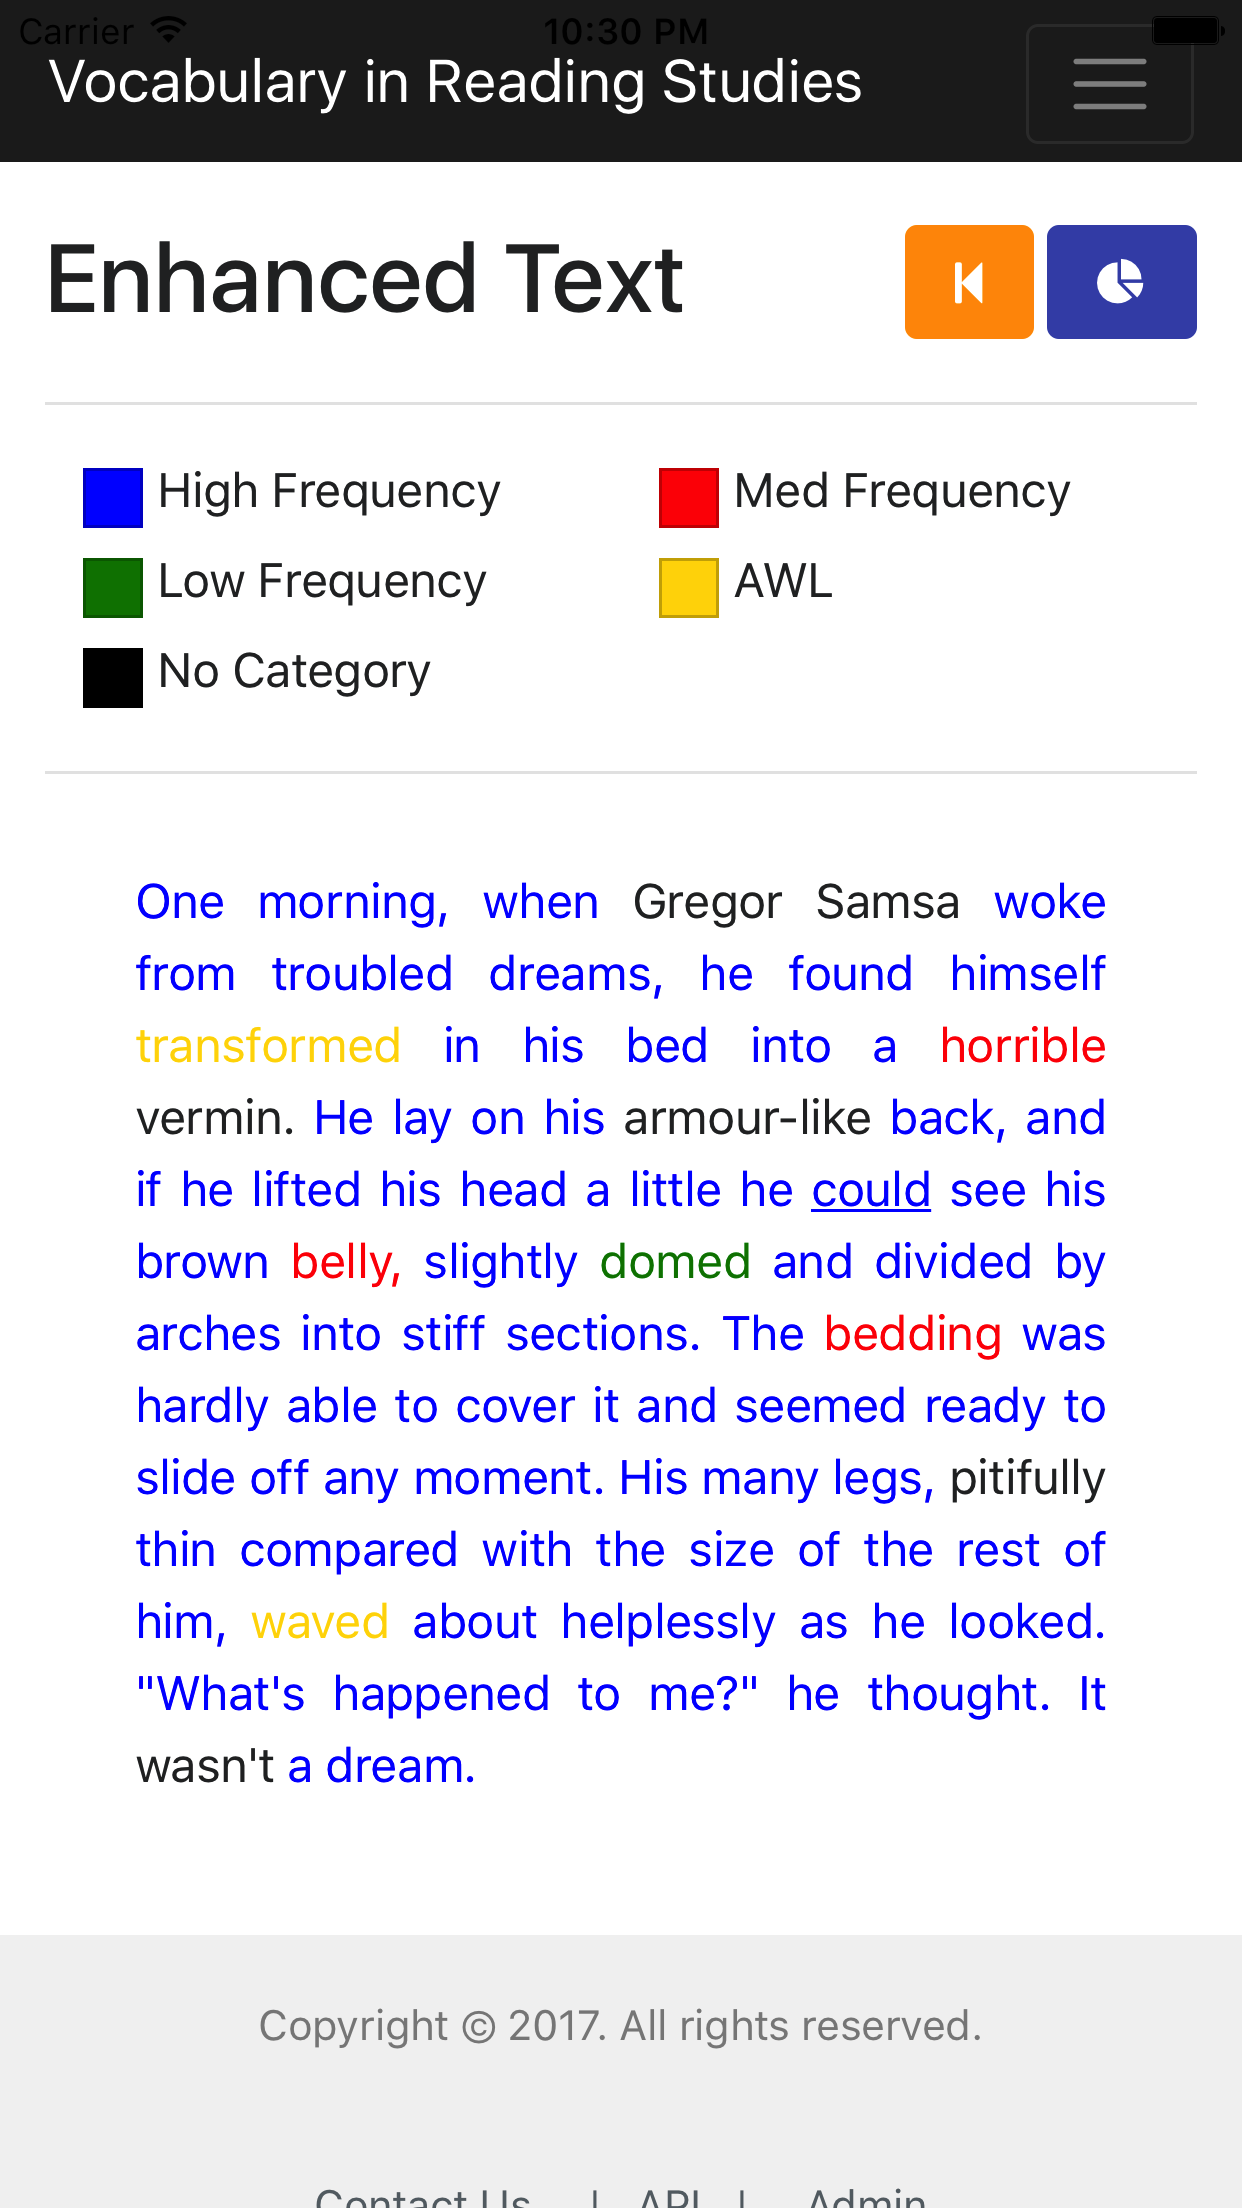 Carrier 10:30 PM
Vocabulary in Reading Studies
Enhanced Text
High Frequency
Med Frequency
Low Frequency
AWL
No Category
One morning, when Gregor Samsa woke
from troubled dreams, he found himself
transformed in his bed into a horrible
vermin. He lay on his armour-like back, and
if he lifted his head a little he could see his
brown belly, slightly domed and divided by
arches into stiff sections. The bedding was
hardly able to cover it and seemed ready to
slide off any moment. His many legs, pitifully
thin compared with the size of the rest of
him, waved about helplessly as he looked.
"What's happened to me?" he thought. It
wasn't a dream.
Copyright © 2017. All rights reserved.
Contact Us | API | Admin